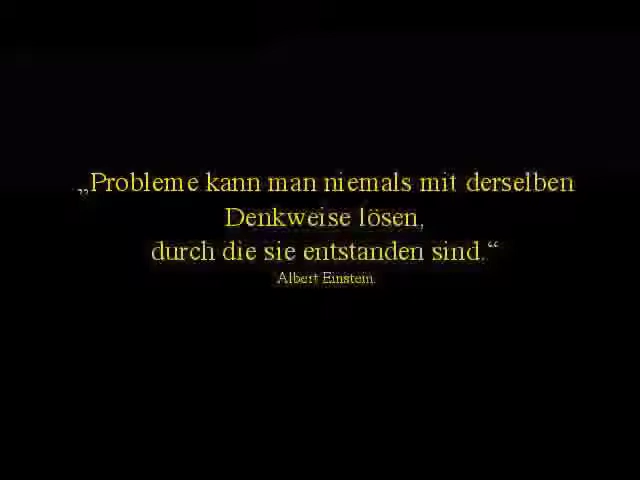 „Probleme kann man niemals mit derselben
Denkweise lösen,
durch die sie entstanden sind.“
Albert Einstein.